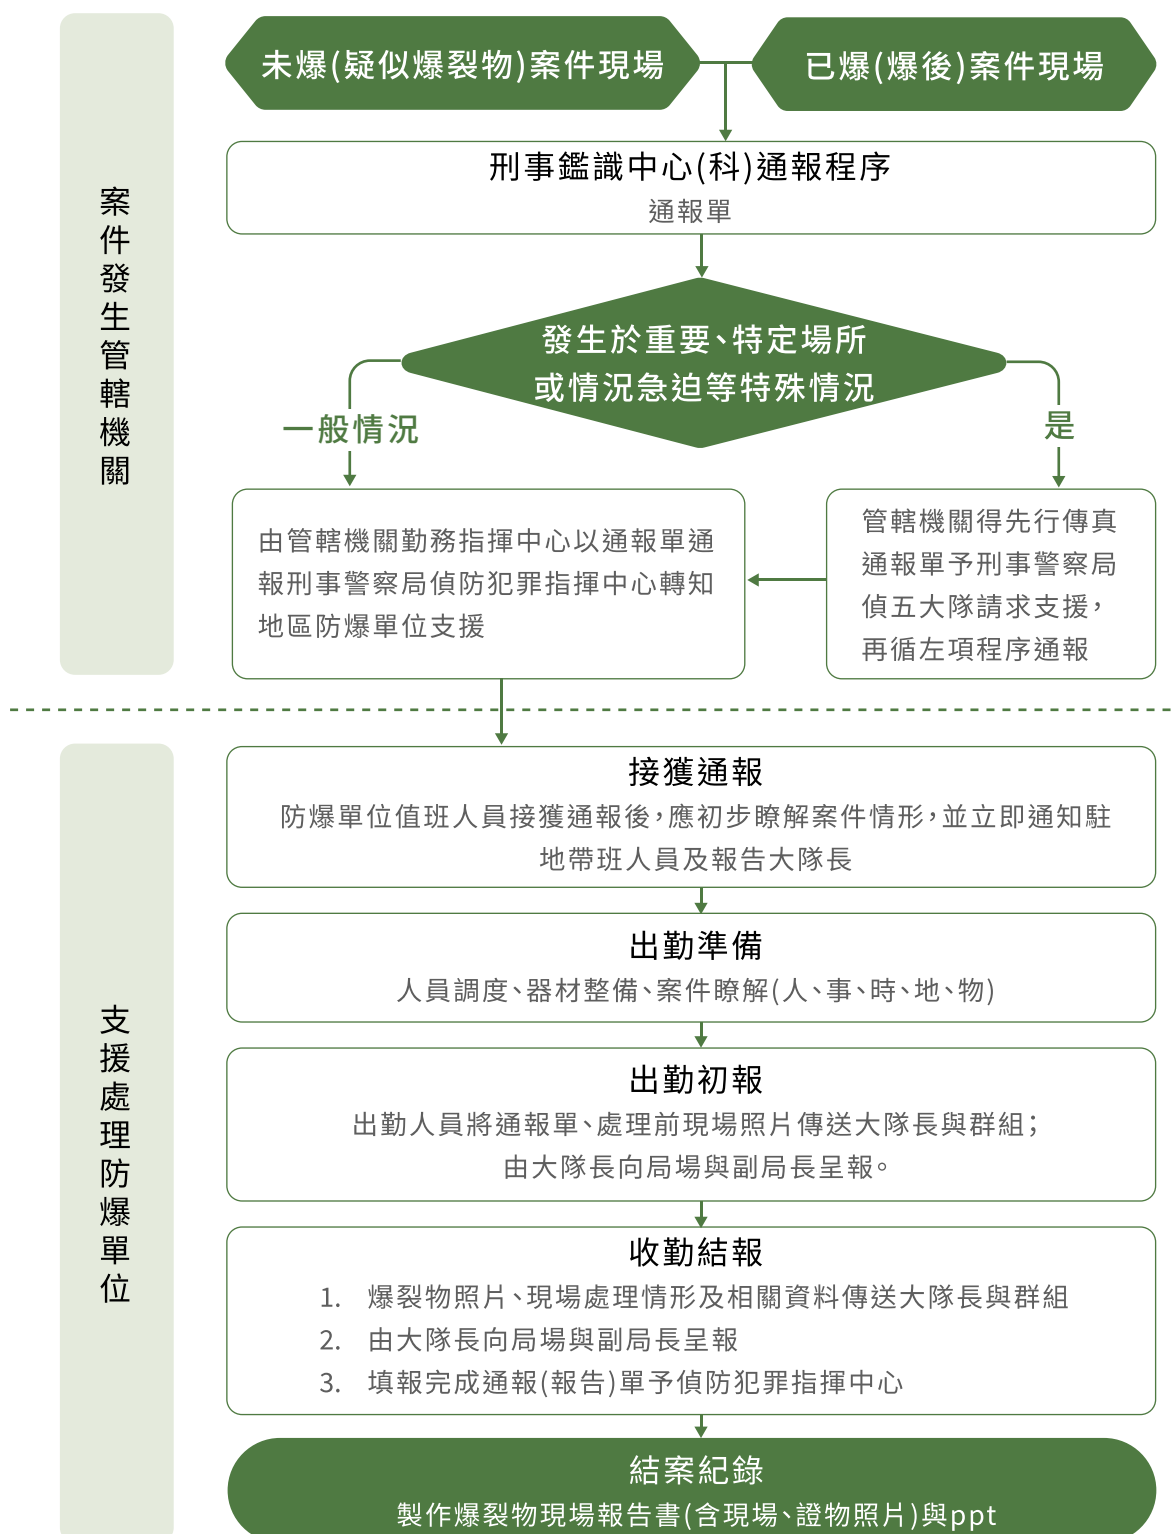 未爆(疑似爆裂物)案件現場
已爆(爆後)案件現場
案件發生管轄機關
刑事鑑識中心(科)通報程序
通報單
發生於重要、特定場所
或情況急迫等特殊情況
一般情況
是
由管轄機關勤務指揮中心以通報單通
報刑事警察局偵防犯罪指揮中心轉知
地區防爆單位支援
管轄機關得先行傳真
通報單予刑事警察局
偵五大隊請求支援，
再循左項程序通報
支援處理防爆單位
接獲通報
防爆單位值班人員接獲通報後，應初步瞭解案件情形，並立即通知駐
地帶班人員及報告大隊長
出勤準備
人員調度、器材整備、案件瞭解(人、事、時、地、物)
出勤初報
出勤人員將通報單、處理前現場照片傳送大隊長與群組；
由大隊長向局場與副局長呈報。
收勤結報
1. 爆裂物照片、現場處理情形及相關資料傳送大隊長與群組
2. 由大隊長向局場與副局長呈報
3. 填報完成通報(報告)單予偵防犯罪指揮中心
結案紀錄
製作爆裂物現場報告書(含現場、證物照片)與ppt